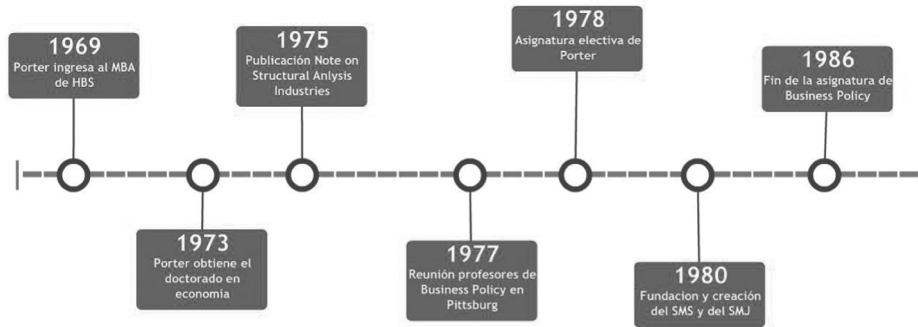 1969
Porter ingresa al MBA
de HBS
1973
Porter obtiene el
doctorado en
economía
1975
Publicación Note on
Structural Anlysis
Industries
1977
Reunión profesores de
Business Policy en
Pittsburg
1978
Asignatura electiva de
Porter
1980
Fundacion y creación
del SMS y del SMJ
1986
Fin de la asignatura de
Business Policy